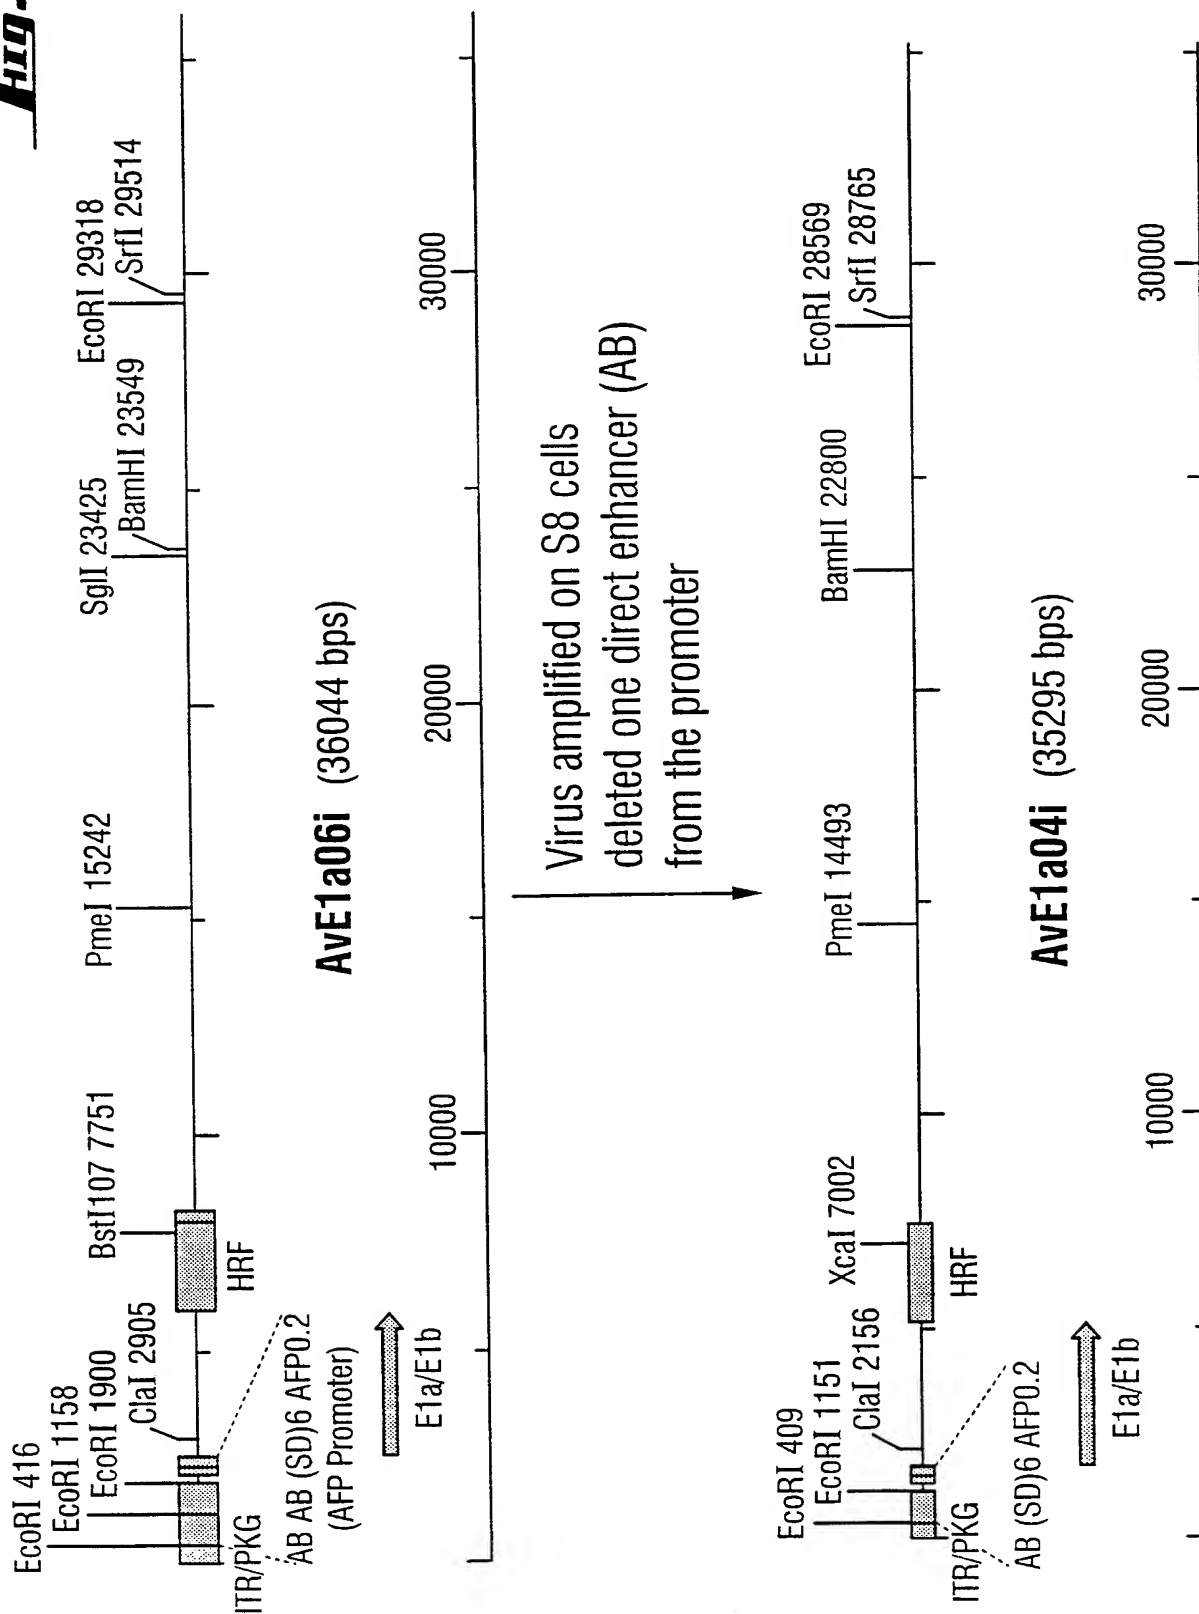 EcoRI 416
EcoRI 1158
EcoRI 1900
ClaI 2905
BstI107 7751
PmeI 15242
SglI 23425
BamHI 23549
EcoRI 29318
SrfI 29514
ITR/PKG
AB AB (SD)6 AFP0.2
(AFP Promoter)
HRF
E1a/E1b
AvE1a06i (36044 bps)
10000
20000
30000
Virus amplified on S8 cells
deleted one direct enhancer (AB)
from the promoter
EcoRI 409
EcoRI 1151
ClaI 2156
XcaI 7002
PmeI 14493
BamHI 22800
EcoRI 28569
SrfI 28765
ITR/PKG
AB (SD)6 AFP0.2
HRF
E1a/E1b
AvE1a04i (35295 bps)
10000
20000
30000